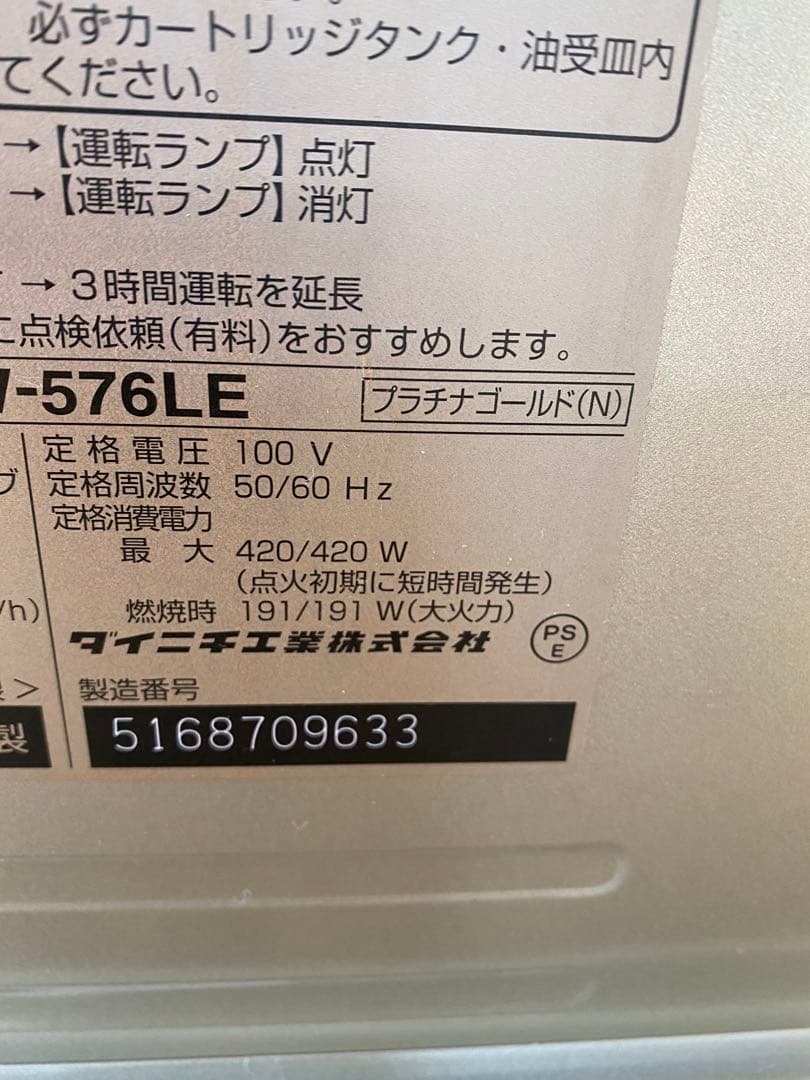 必ずカートリッジタンク・油受皿内
てください。
→【運転ランプ】点灯
→【運転ランプ】消灯
→ 3時間運転を延長
に点検依頼(有料)をおすすめします。
-576LE プラチナゴールド(N)
定格電圧 100 V
定格周波数 50/60 Hz
定格消費電力
最大 420/420 W
(点火初期に短時間発生)
/h) 燃焼時 191/191 W(大火力)
ダイニチ工業株式会社 PS E
> 製造番号
製 5168709633